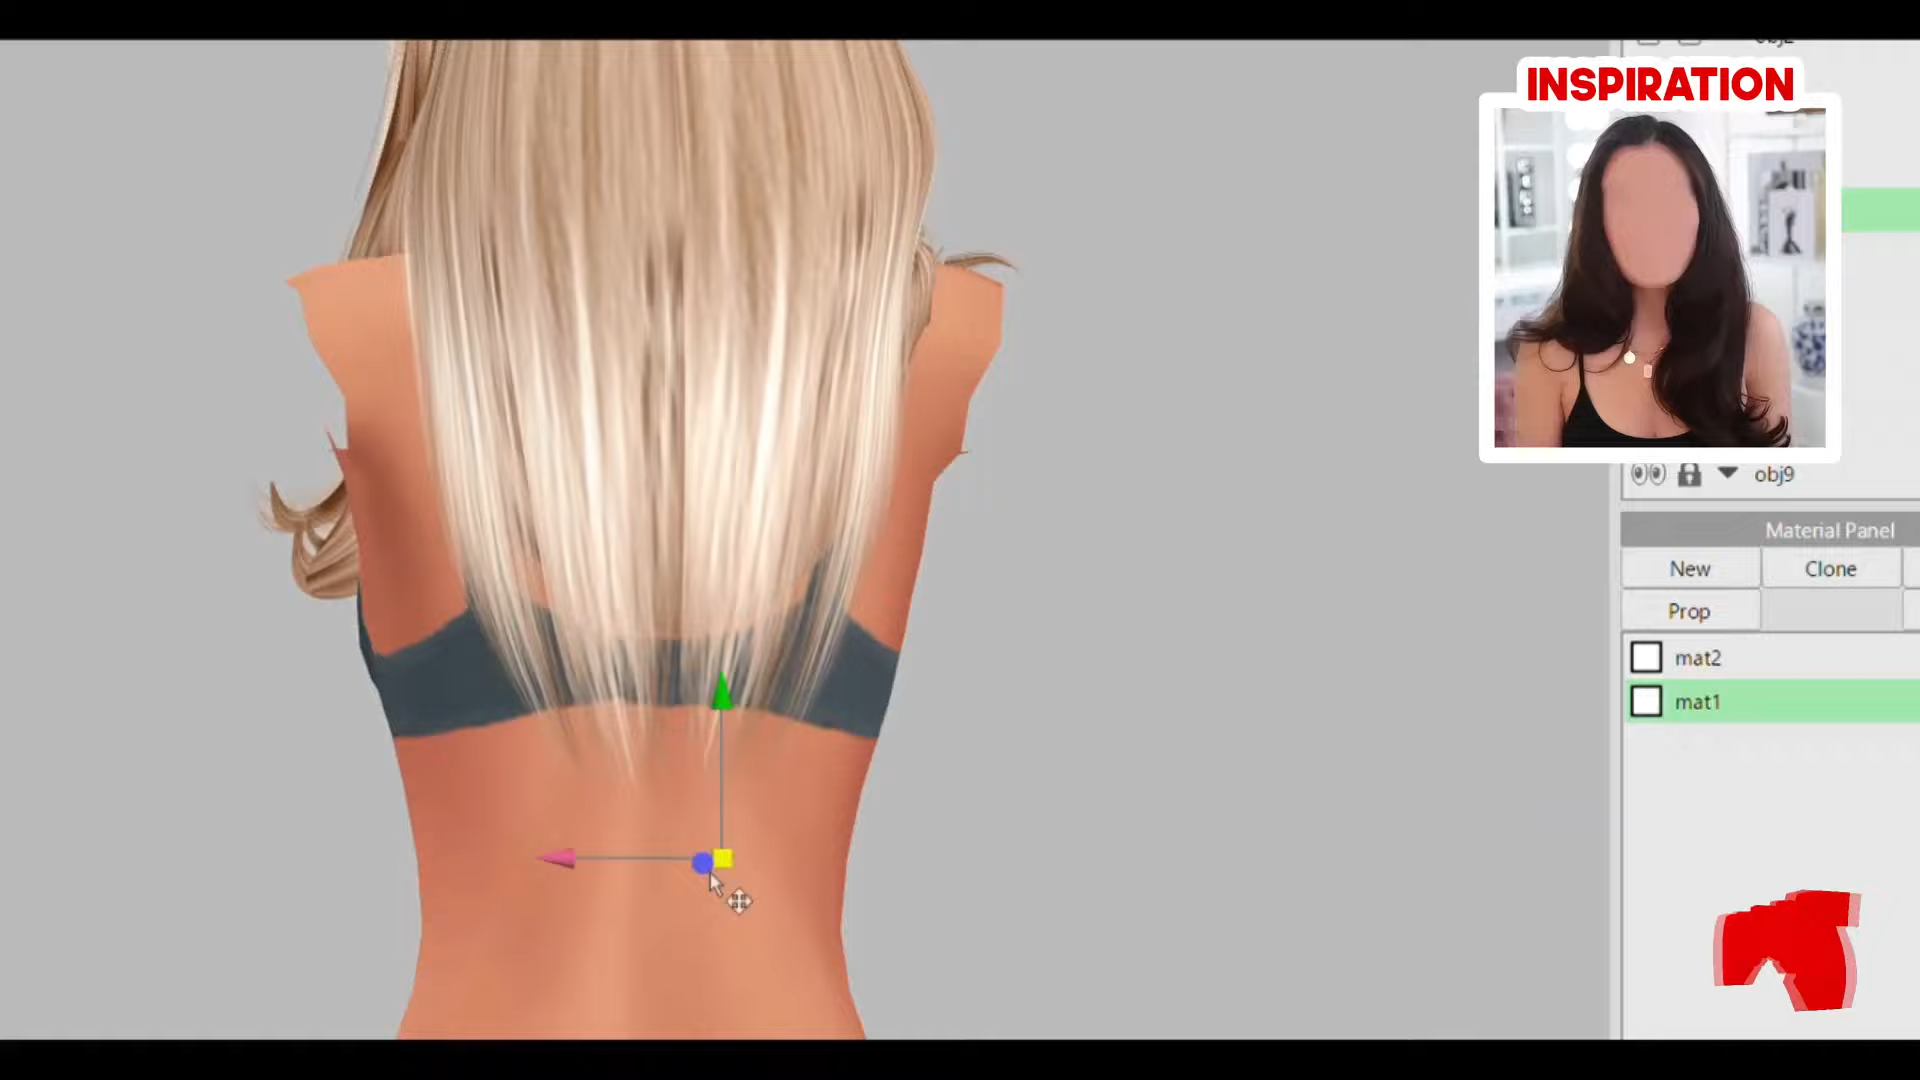 INSPIRATION
obj9
Material Panel
New
Clone
Prop
mat2
mat1